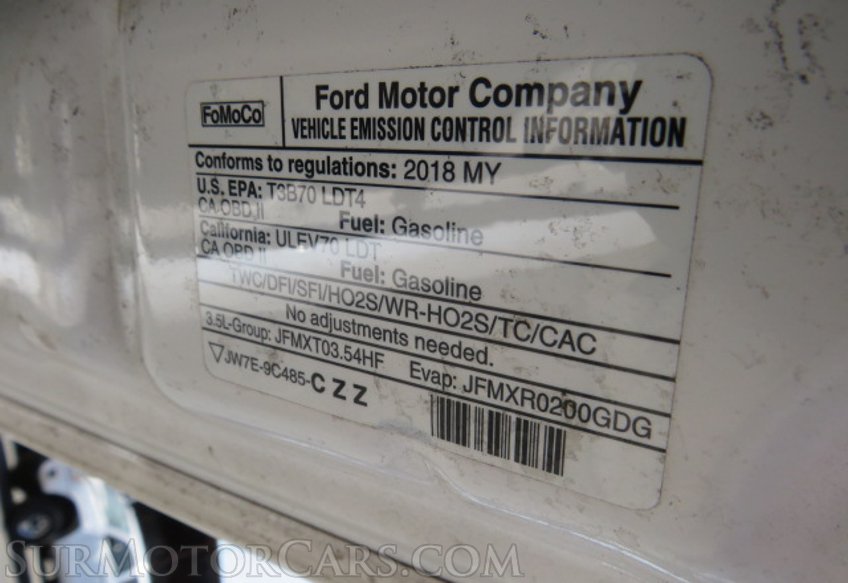 FoMoCo
Ford Motor Company
VEHICLE EMISSION CONTROL INFORMATION
Conforms to regulations: 2018 MY
U.S. EPA: T3B70 LDT4
CA OBD II Fuel: Gasoline
California: ULEV70 LDT
CA OBD II Fuel: Gasoline
TWC/DFI/SFI/HO2S/WR-HO2S/TC/CAC
No adjustments needed.
3.5L-Group: JFMXT03.54HF Evap: JFMXR0200GDG
▽JW7E-9C485-CZZ
SurMotorCars.com